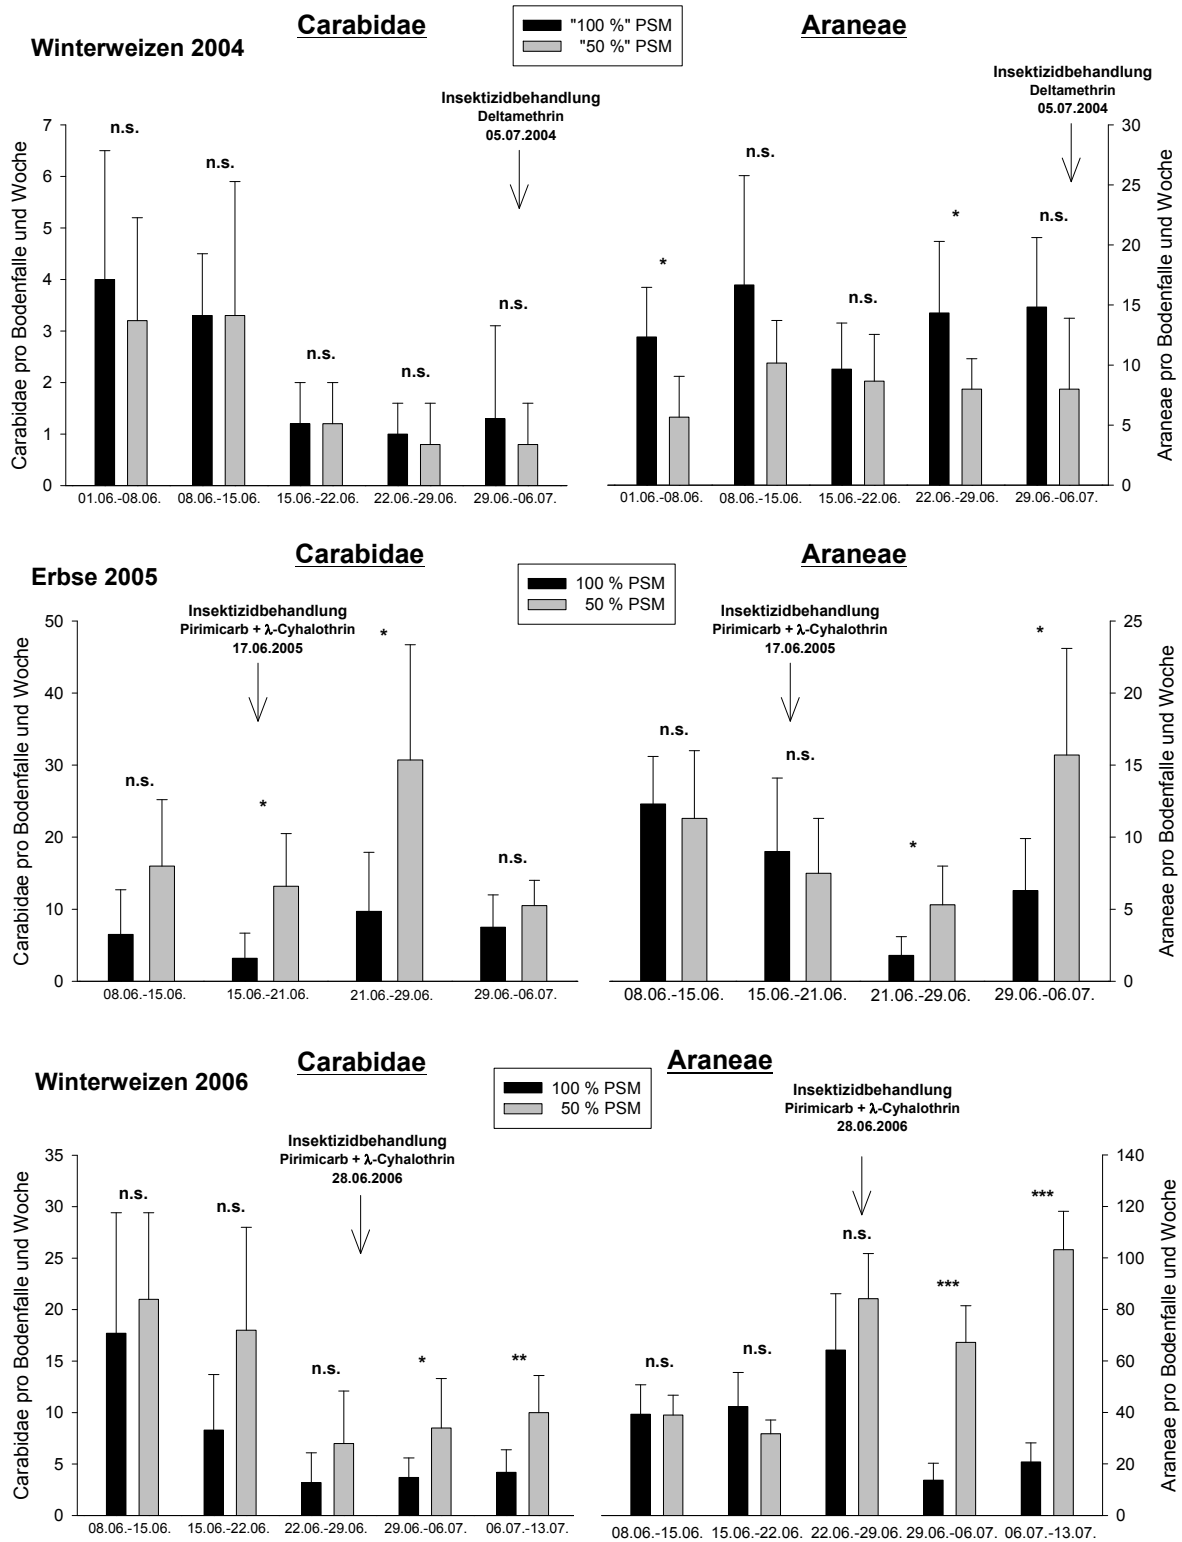 Carabidae
"100 %" PSM
"50 %" PSM
Araneae
Winterweizen 2004
Insektizidbehandlung
Deltamethrin
05.07.2004
Insektizidbehandlung
Deltamethrin
05.07.2004
Carabidae pro Bodenfalle und Woche
7
6
5
4
3
2
1
0
n.s.
n.s.
n.s.
n.s.
n.s.
01.06.-08.06.
08.06.-15.06.
15.06.-22.06.
22.06.-29.06.
29.06.-06.07.
*
n.s.
n.s.
*
n.s.
01.06.-08.06.
08.06.-15.06.
15.06.-22.06.
22.06.-29.06.
29.06.-06.07.
30
25
20
15
10
5
0
Araneae pro Bodenfalle und Woche
Carabidae
Araneae
Erbse 2005
100 % PSM
50 % PSM
Insektizidbehandlung
Pirimicarb + λ-Cyhalothrin
17.06.2005
Insektizidbehandlung
Pirimicarb + λ-Cyhalothrin
17.06.2005
Carabidae pro Bodenfalle und Woche
50
40
30
20
10
0
n.s.
*
*
n.s.
08.06.-15.06.
15.06.-21.06.
21.06.-29.06.
29.06.-06.07.
n.s.
n.s.
*
*
08.06.-15.06.
15.06.-21.06.
21.06.-29.06.
29.06.-06.07.
25
20
15
10
5
0
Araneae pro Bodenfalle und Woche
Carabidae
Araneae
Winterweizen 2006
100 % PSM
50 % PSM
Insektizidbehandlung
Pirimicarb + λ-Cyhalothrin
28.06.2006
Insektizidbehandlung
Pirimicarb + λ-Cyhalothrin
28.06.2006
Carabidae pro Bodenfalle und Woche
35
30
25
20
15
10
5
0
n.s.
n.s.
n.s.
*
**
08.06.-15.06.
15.06.-22.06.
22.06.-29.06.
29.06.-06.07.
06.07.-13.07.
n.s.
n.s.
n.s.
***
***
08.06.-15.06.
15.06.-22.06.
22.06.-29.06.
29.06.-06.07.
06.07.-13.07.
140
120
100
80
60
40
20
0
Araneae pro Bodenfalle und Woche